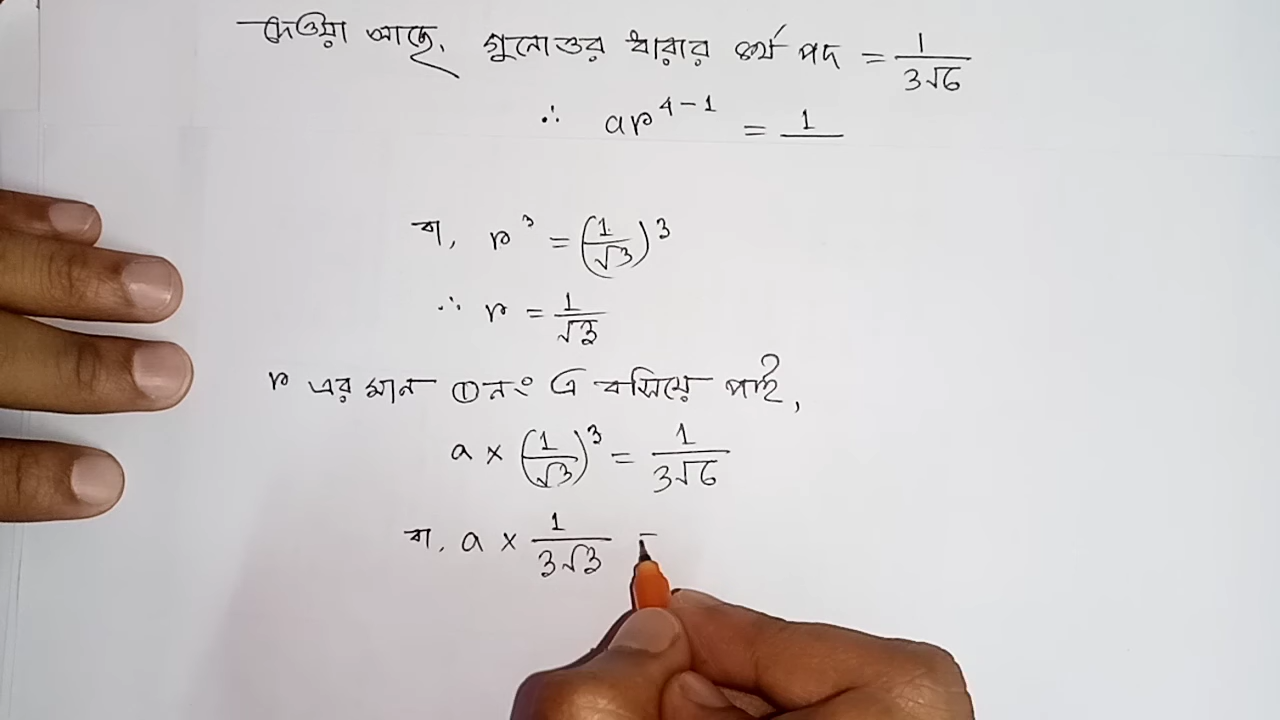 দেওয়া আছে, গুনোত্তর ধারার ৪র্থ পদ = 1/3√6
∴ ar^4-1 = 1/
বা, r^3 = (1/√3)^3
∴ r = 1/√3
r এর মান ① নং এ বসিয়ে পাই,
a × (1/√3)^3 = 1/3√6
বা, a × 1/3√3 =